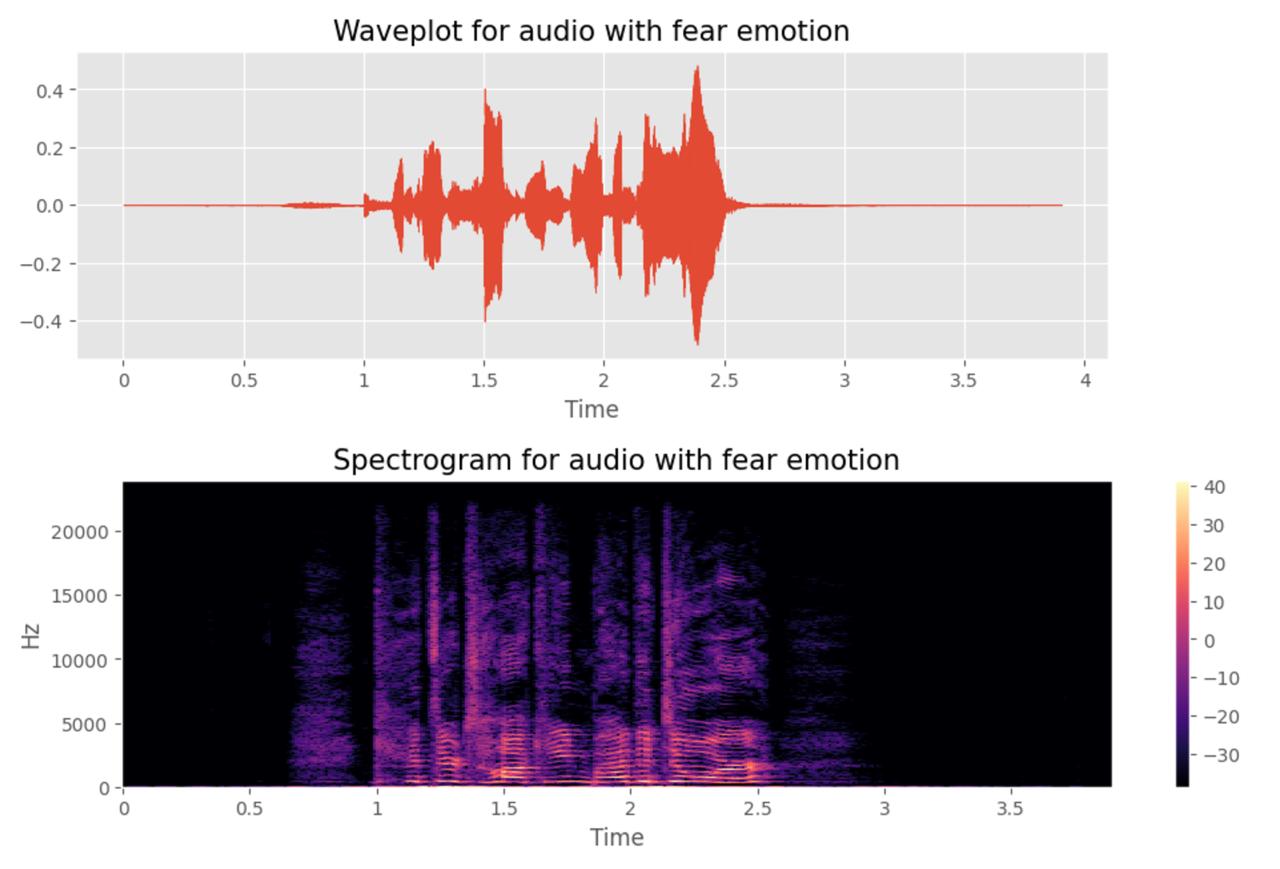 Waveplot for audio with fear emotion
0.4
0.2
0.0
−0.2
−0.4
0 0.5 1 1.5 2 2.5 3 3.5 4
Time
Spectrogram for audio with fear emotion
20000
15000
10000
5000
0
Hz
0 0.5 1 1.5 2 2.5 3 3.5
Time
40
30
20
10
0
−10
−20
−30